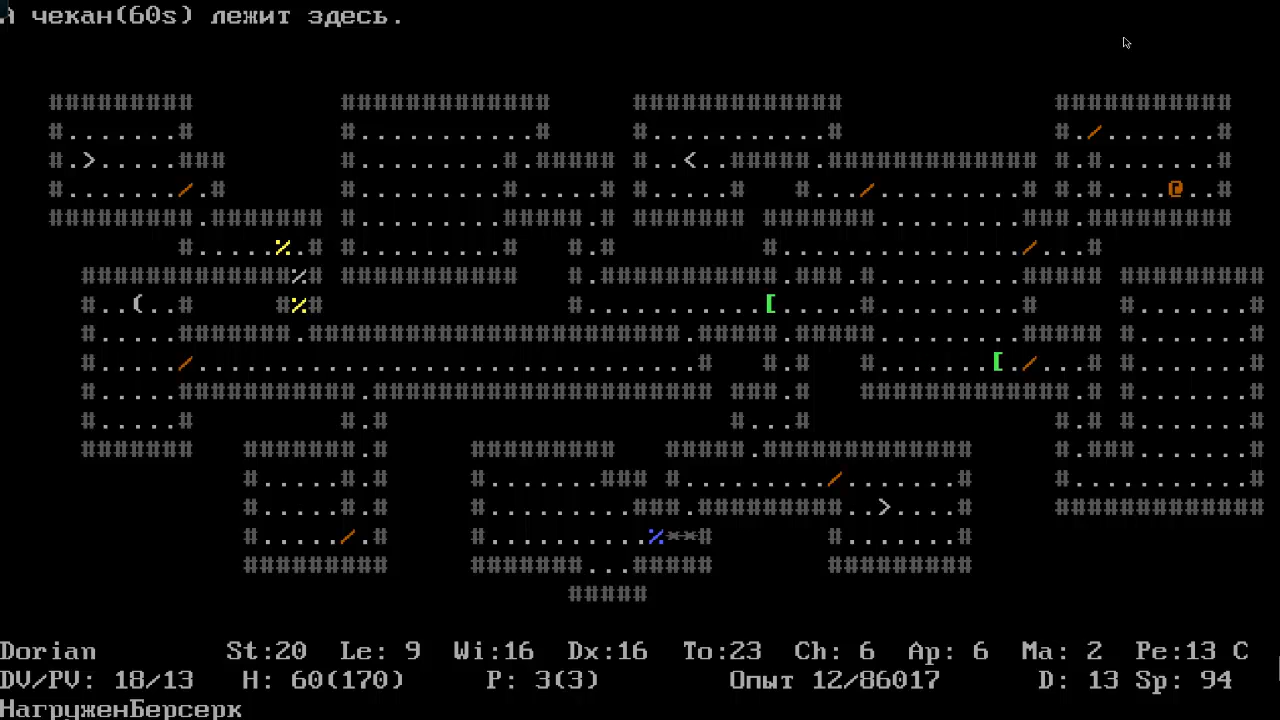 чекан(60s) лежит здесь.
Dorian St:20 Le: 9 Wi:16 Dx:16 To:23 Ch: 6 Ap: 6 Ma: 2 Pe:13 C
DV/PV: 18/13 H: 60(170) P: 3(3) Опыт 12/86017 D: 13 Sp: 94
НагруженБерсерк